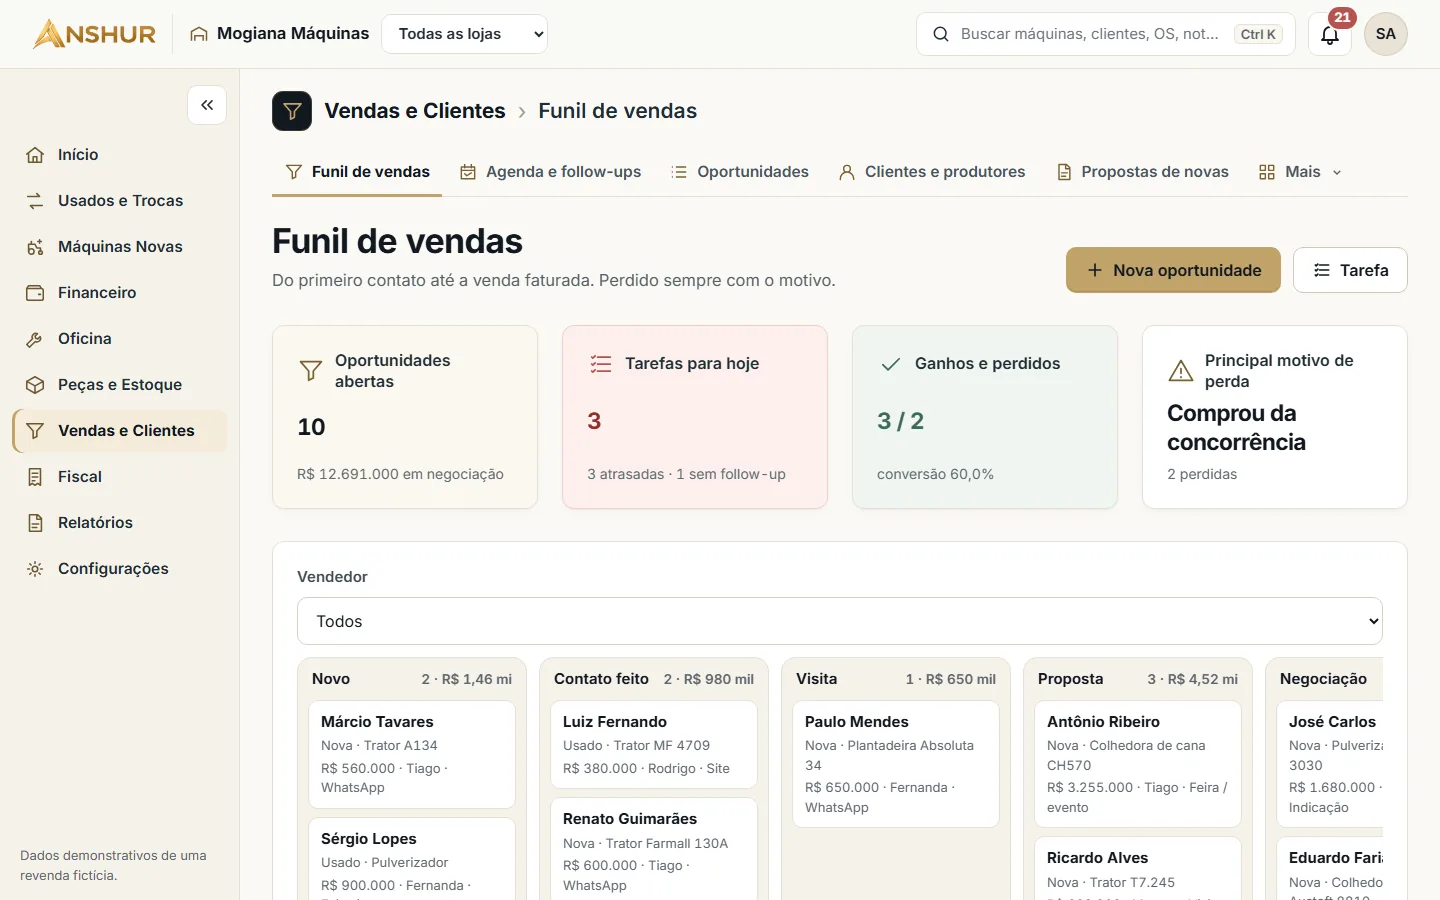 ANSHUR
Mogiana Máquinas
Todas as lojas
Buscar máquinas, clientes, OS, not...
Ctrl K
21
SA
Vendas e Clientes › Funil de vendas
Início
Usados e Trocas
Máquinas Novas
Financeiro
Oficina
Peças e Estoque
Vendas e Clientes
Fiscal
Relatórios
Configurações
Dados demonstrativos de uma
revenda fictícia.
Funil de vendas
Agenda e follow-ups
Oportunidades
Clientes e produtores
Propostas de novas
Mais
Funil de vendas
Do primeiro contato até a venda faturada. Perdido sempre com o motivo.
Nova oportunidade
Tarefa
Oportunidades
abertas
10
R$ 12.691.000 em negociação
Tarefas para hoje
3
3 atrasadas · 1 sem follow-up
Ganhos e perdidos
3 / 2
conversão 60,0%
Principal motivo de
perda
Comprou da
concorrência
2 perdidas
Vendedor
Todos
Novo
2 · R$ 1,46 mi
Márcio Tavares
Nova · Trator A134
R$ 560.000 · Tiago ·
WhatsApp
Sérgio Lopes
Usado · Pulverizador
R$ 900.000 · Fernanda ·
Contato feito
2 · R$ 980 mil
Luiz Fernando
Usado · Trator MF 4709
R$ 380.000 · Rodrigo · Site
Renato Guimarães
Nova · Trator Farmall 130A
R$ 600.000 · Tiago ·
WhatsApp
Visita
1 · R$ 650 mil
Paulo Mendes
Nova · Plantadeira Absoluta
34
R$ 650.000 · Fernanda ·
WhatsApp
Proposta
3 · R$ 4,52 mi
Antônio Ribeiro
Nova · Colhedora de cana
CH570
R$ 3.255.000 · Tiago · Feira /
evento
Ricardo Alves
Nova · Trator T7.245
Negociação
José Carlos
Nova · Pulveriza
3030
R$ 1.680.000 ·
Indicação
Eduardo Faria
Nova · Colhedo